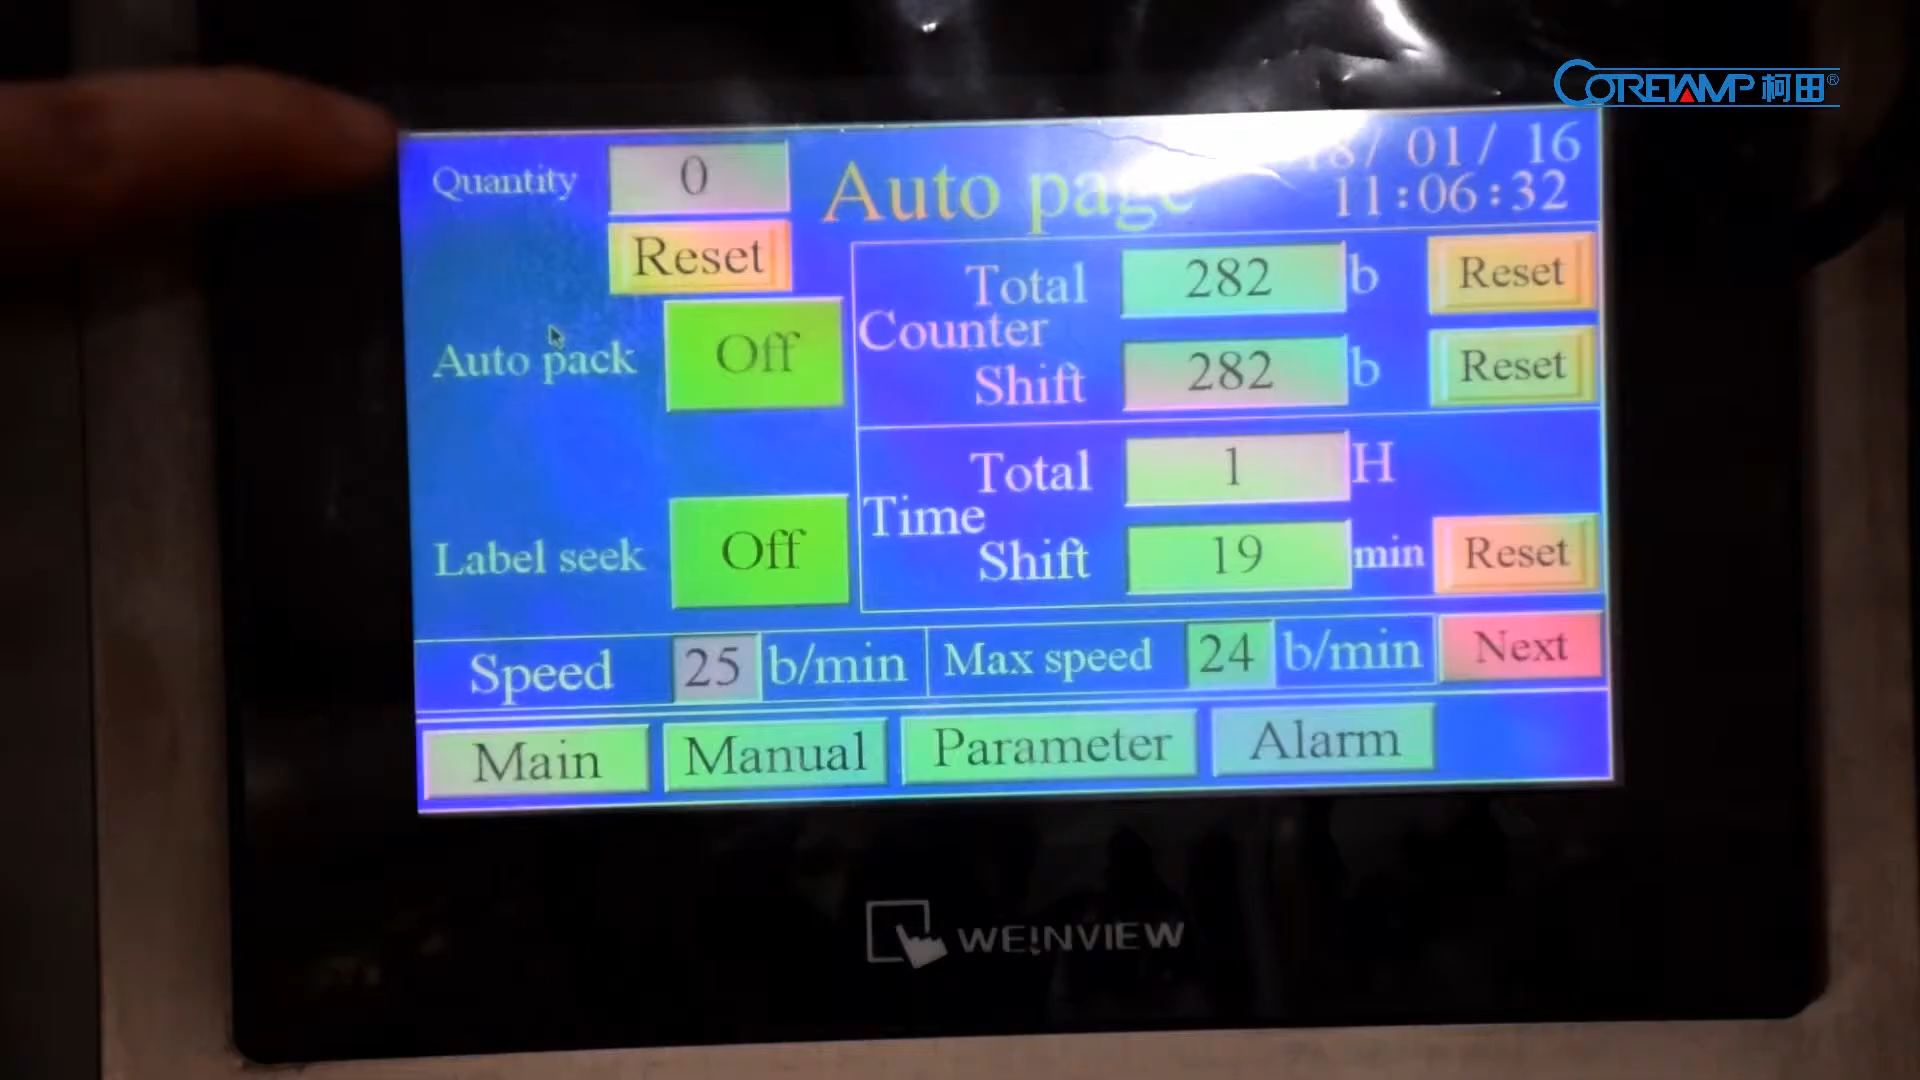 CORETAMP 柯田®
Quantity 0 Auto page 8/ 01/ 16
11:06:32
Reset
Total 282 b Reset
Counter
Shift 282 b Reset
Auto pack Off
Total 1 H
Time
Shift 19 min Reset
Label seek Off
Speed 25 b/min Max speed 24 b/min Next
Main Manual Parameter Alarm
WEINVIEW